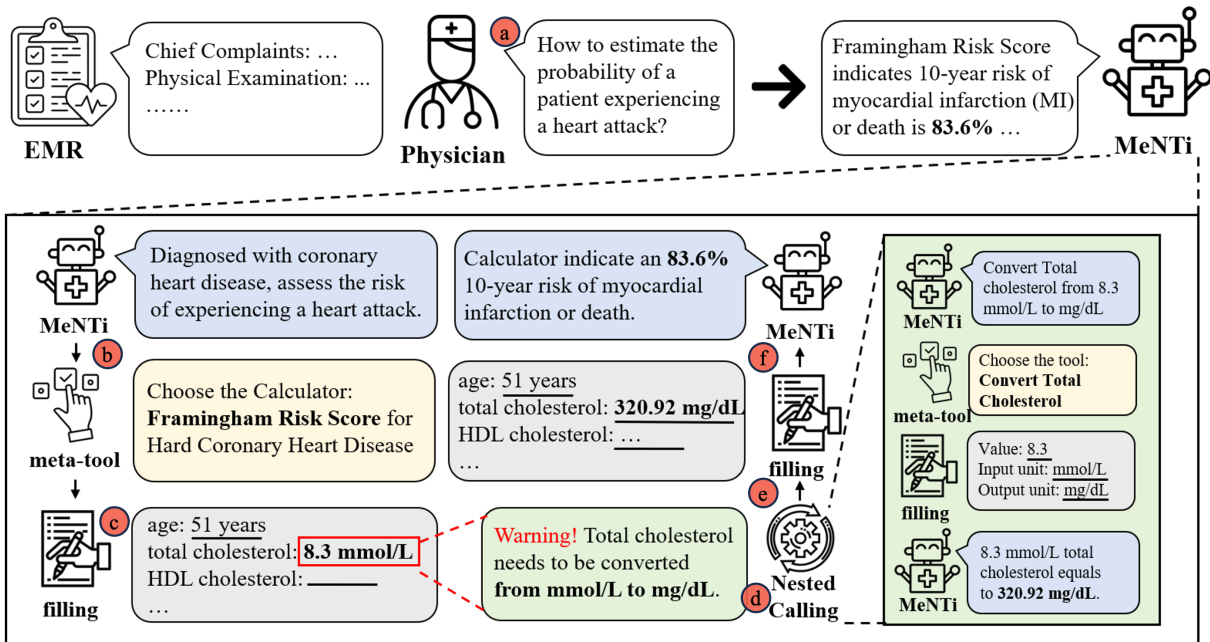 Chief Complaints: …
Physical Examination: ...
……
EMR
a
How to estimate the
probability of a
patient experiencing
a heart attack?
Physician
Framingham Risk Score
indicates 10-year risk of
myocardial infarction (MI)
or death is 83.6% …
MeNTi
Diagnosed with coronary
heart disease, assess the risk
of experiencing a heart attack.
MeNTi
b
Choose the Calculator:
Framingham Risk Score for
Hard Coronary Heart Disease
meta-tool
c
age: 51 years
total cholesterol: 8.3 mmol/L
HDL cholesterol:
…
filling
Warning! Total cholesterol
needs to be converted
from mmol/L to mg/dL.
d
Nested
Calling
e
age: 51 years
total cholesterol: 320.92 mg/dL
HDL cholesterol: …
…
filling
f
Calculator indicate an 83.6%
10-year risk of myocardial
infarction or death.
MeNTi
Convert Total
cholesterol from 8.3
mmol/L to mg/dL
MeNTi
Choose the tool:
Convert Total
Cholesterol
meta-tool
Value: 8.3
Input unit: mmol/L
Output unit: mg/dL
filling
8.3 mmol/L total
cholesterol equals
to 320.92 mg/dL.
MeNTi